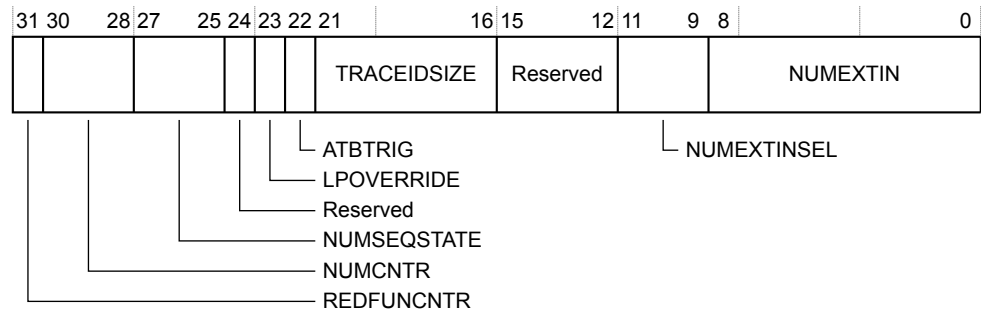 31 30 28 27 25 24 23 22 21 16 15 12 11 9 8 0
TRACEIDSIZE Reserved NUMEXTIN
ATBTRIG NUMEXTINSEL
LPOVERRIDE
Reserved
NUMSEQSTATE
NUMCNTR
REDFUNCNTR